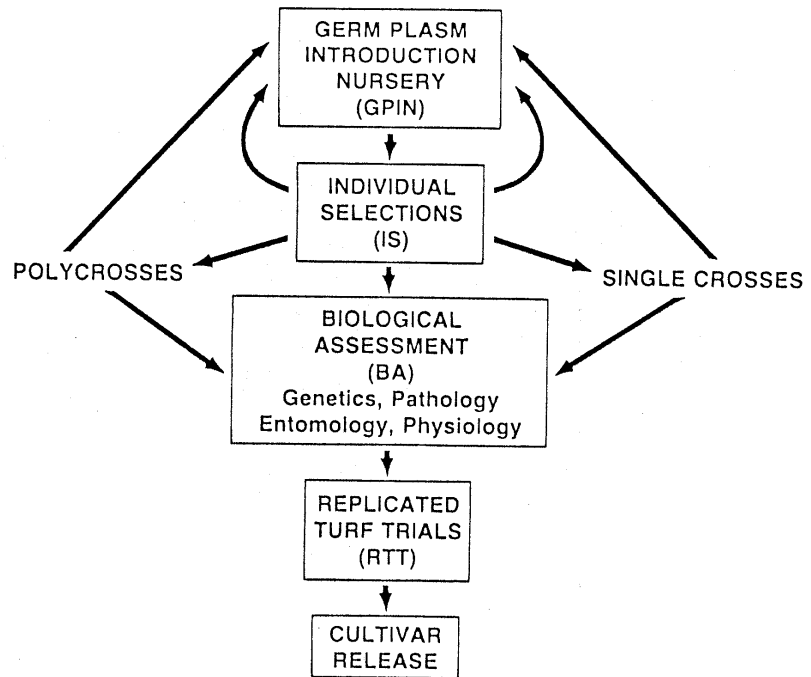 GERM PLASM
INTRODUCTION
NURSERY
(GPIN)
INDIVIDUAL
SELECTIONS
(IS)
POLYCROSSES
SINGLE CROSSES
BIOLOGICAL
ASSESSMENT
(BA)
Genetics, Pathology
Entomology, Physiology
REPLICATED
TURF TRIALS
(RTT)
CULTIVAR
RELEASE